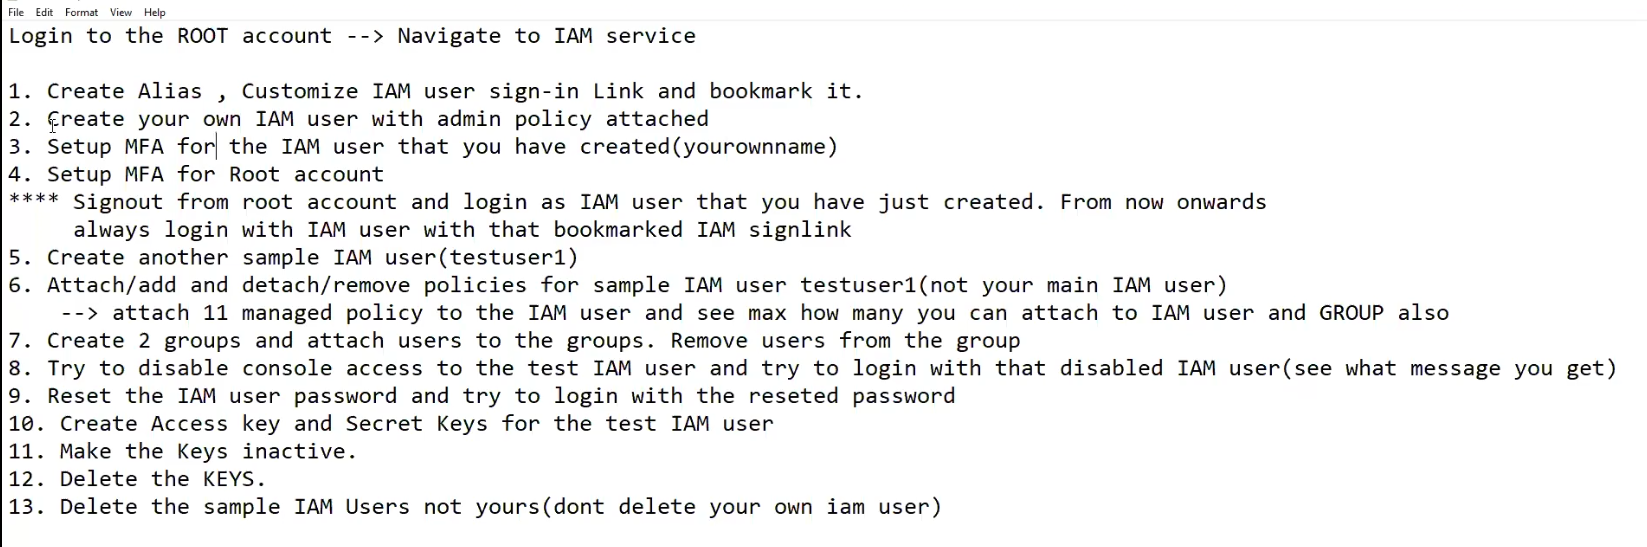 File Edit Format View Help
Login to the ROOT account --> Navigate to IAM service
1. Create Alias , Customize IAM user sign-in Link and bookmark it.
2. Create your own IAM user with admin policy attached
3. Setup MFA for the IAM user that you have created(yourownname)
4. Setup MFA for Root account
**** Signout from root account and login as IAM user that you have just created. From now onwards
always login with IAM user with that bookmarked IAM signlink
5. Create another sample IAM user(testuser1)
6. Attach/add and detach/remove policies for sample IAM user testuser1(not your main IAM user)
--> attach 11 managed policy to the IAM user and see max how many you can attach to IAM user and GROUP also
7. Create 2 groups and attach users to the groups. Remove users from the group
8. Try to disable console access to the test IAM user and try to login with that disabled IAM user(see what message you get)
9. Reset the IAM user password and try to login with the reseted password
10. Create Access key and Secret Keys for the test IAM user
11. Make the Keys inactive.
12. Delete the KEYS.
13. Delete the sample IAM Users not yours(dont delete your own iam user)